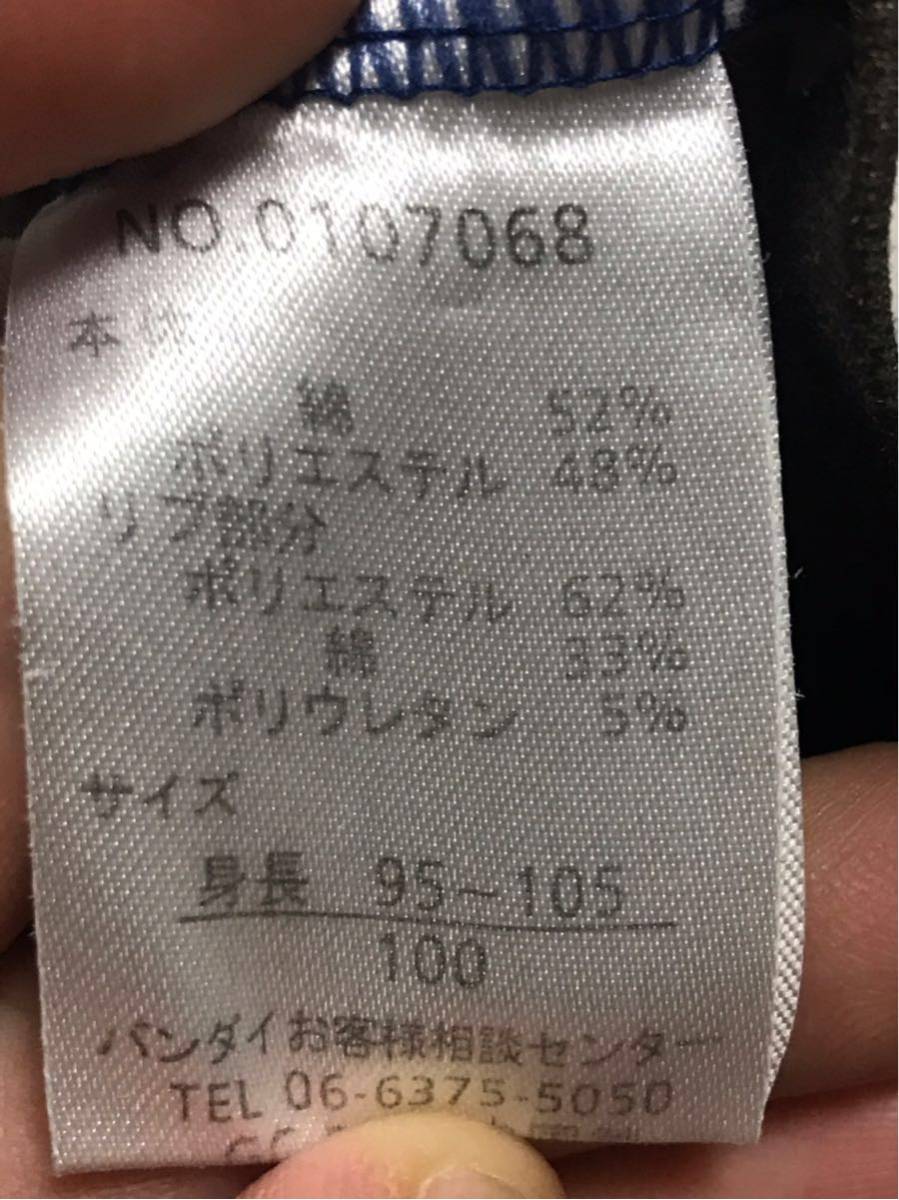 NO.0107068
本体
綿 52%
ポリエステル 48%
リブ部分
ポリエステル 62%
綿 33%
ポリウレタン 5%
サイズ
身長 95~105
100
バンダイお客様相談センター
TEL 06-6375-5050